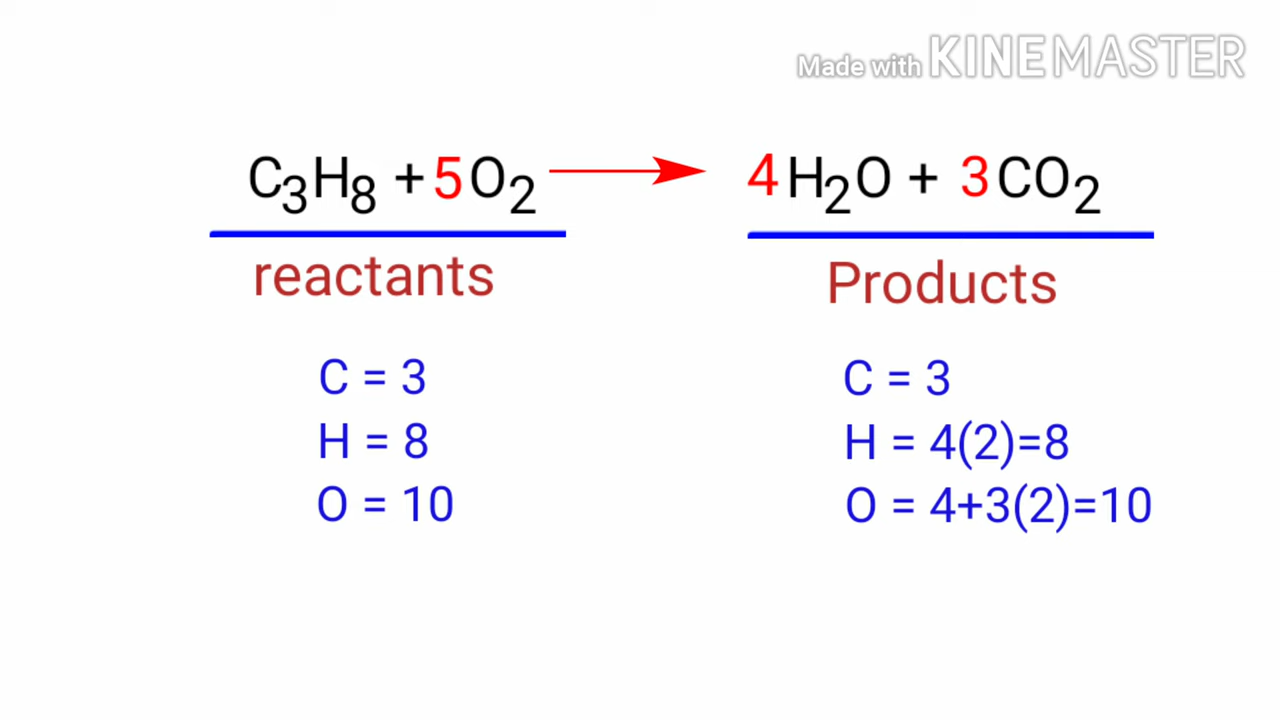 Made with KINEMASTER
C₃H₈ + 5O₂ → 4H₂O + 3CO₂
reactants Products
C = 3 C = 3
H = 8 H = 4(2)=8
O = 10 O = 4+3(2)=10